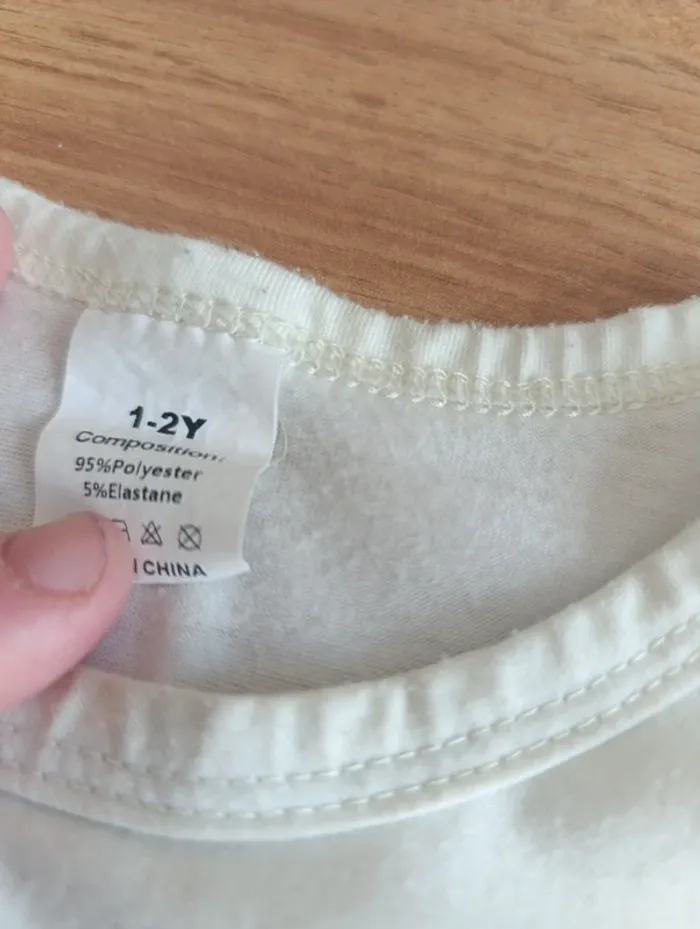 1-2Y
Composition:
95%Polyester
5%Elastane
CHINA